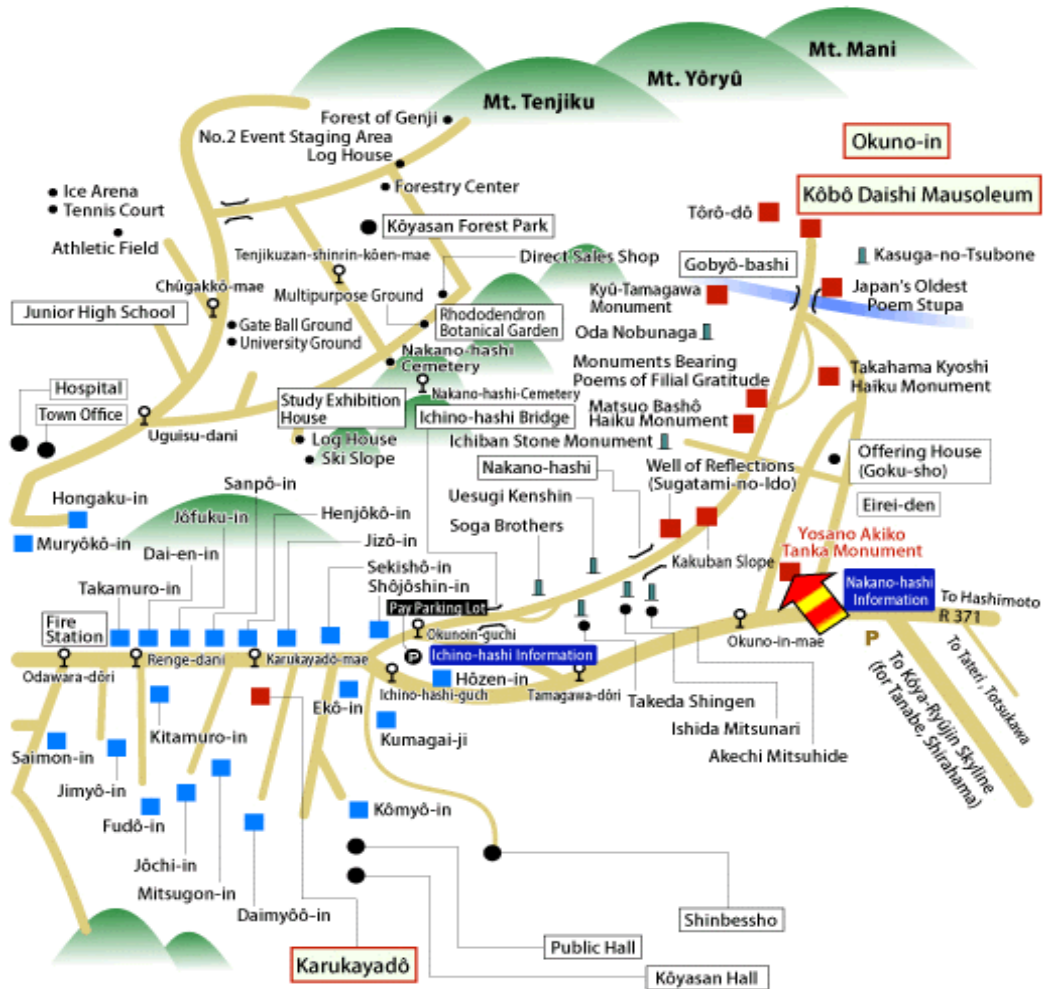 Mt. Mani
Mt. Yôryû
Mt. Tenjiku
Forest of Genji
No.2 Event Staging Area
Log House
Forestry Center
Ice Arena
Tennis Court
Athletic Field
Kôyasan Forest Park
Okuno-in
Kôbô Daishi Mausoleum
Tôrô-dô
Tenjikuzan-shinrin-kôen-mae
Direct Sales Shop
Gobyô-bashi
Kasuga-no-Tsubone
Chûgakkô-mae
Multipurpose Ground
Kyû-Tamagawa
Monument
Japan's Oldest
Poem Stupa
Junior High School
Gate Ball Ground
University Ground
Rhododendron
Botanical Garden
Oda Nobunaga
Nakano-hashi
Cemetery
Monuments Bearing
Poems of Filial Gratitude
Takahama Kyoshi
Haiku Monument
Hospital
Town Office
Study Exhibition
House
Nakano-hashi-Cemetery
Ichino-hashi Bridge
Matsuo Bashô
Haiku Monument
Uguisu-dani
Log House
Ski Slope
Ichiban Stone Monument
Offering House
(Goku-sho)
Nakano-hashi
Well of Reflections
(Sugatami-no-Ido)
Sanpô-in
Hongaku-in
Jôfuku-in
Henjôkô-in
Uesugi Kenshin
Eirei-den
Muryôkô-in
Dai-en-in
Jizô-in
Soga Brothers
Yosano Akiko
Tanka Monument
Takamuro-in
Sekishô-in
Shôjôshin-in
Kakuban Slope
Nakano-hashi
Information
Pay Parking Lot
To Hashimoto
R 371
Fire
Station
Okunoin-guchi
Okuno-in-mae
P
Odawara-dôri
Renge-dani
Karukayadô-mae
P
Ichino-hashi Information
Hôzen-in
Ichino-hashi-guch
Tamagawa-dôri
To Tateri , Totsukawa
To Kôya-Ryûjin Skyline
(for Tanabe, Shirahama)
Ekô-in
Takeda Shingen
Kitamuro-in
Kumagai-ji
Ishida Mitsunari
Saimon-in
Akechi Mitsuhide
Jimyô-in
Fudô-in
Kômyô-in
Jôchi-in
Mitsugon-in
Daimyôô-in
Shinbessho
Public Hall
Karukayadô
Kôyasan Hall